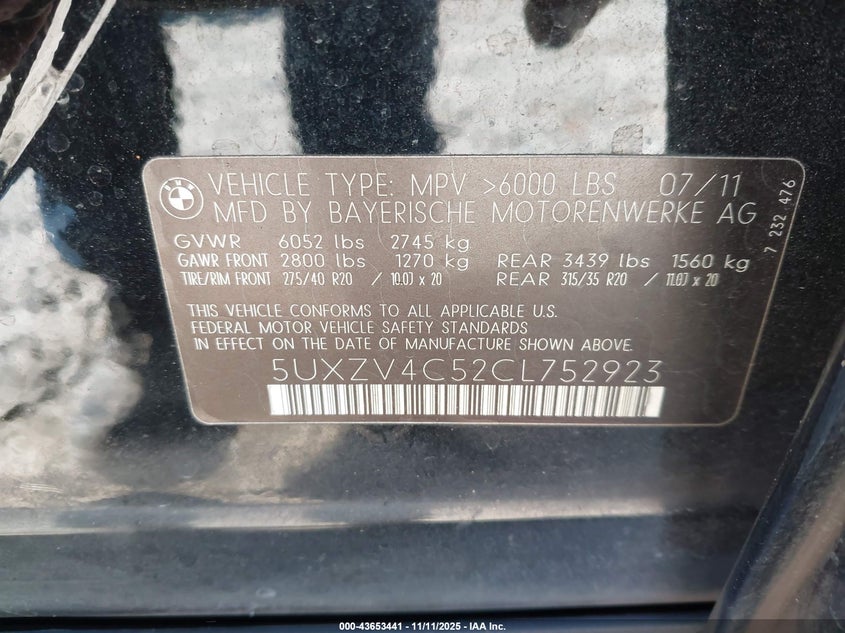 BMW
VEHICLE TYPE: MPV >6000 LBS 07/11
MFD BY BAYERISCHE MOTORENWERKE AG
GVWR 6052 lbs 2745 kg
GAWR FRONT 2800 lbs 1270 kg REAR 3439 lbs 1560 kg
TIRE/RIM FRONT 275/40 R20 / 10.0J x 20 REAR 315/35 R20 / 11.0J x 20
THIS VEHICLE CONFORMS TO ALL APPLICABLE U.S.
FEDERAL MOTOR VEHICLE SAFETY STANDARDS
IN EFFECT ON THE DATE OF MANUFACTURE SHOWN ABOVE.
5UXZV4C52CL752923
7 232 476
000-43653441 - 11/11/2025 - IAA Inc.